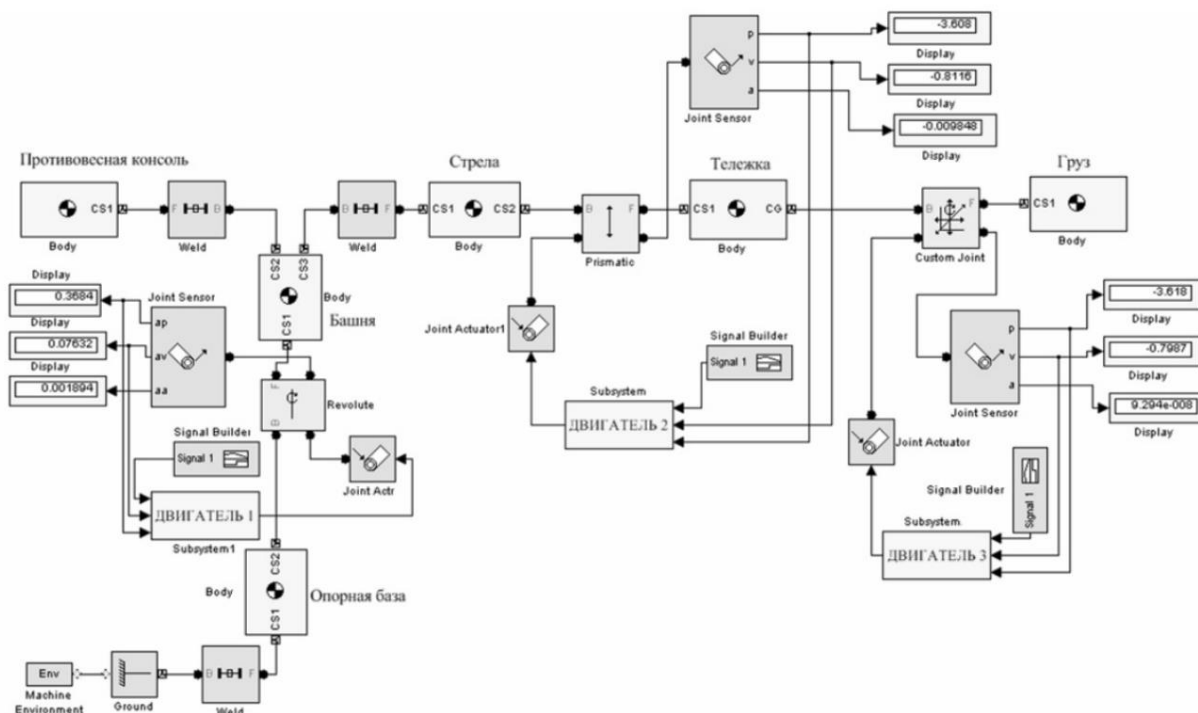 -3.608
Display
-0.8116
Display
-0.009848
Display
p
v
a
Joint Sensor
Противовесная консоль
Стрела
Тележка
Груз
CS1
Body
F
B
Weld
B
F
Weld
CS1
CS2
Body
B
F
Prismatic
CS1
CG
Body
B
F
Custom Joint
CS1
Body
Display
0.3684
Display
0.07632
Display
0.001894
Joint Sensor
ap
av
aa
CS2
CS3
CS1
Body
Башня
Joint Actuator1
Signal Builder
Signal 1
Subsystem
ДВИГАТЕЛЬ 2
-3.618
Display
-0.7987
Display
9.294e-008
Display
p
v
a
Joint Sensor
F
B
Revolute
Signal Builder
Signal 1
Joint Actr
ДВИГАТЕЛЬ 1
Subsystem1
Joint Actuator
Signal Builder
Signal 1
Subsystem
ДВИГАТЕЛЬ 3
Body
CS2
CS1
Опорная база
Env
Machine
Environment
Ground
B
F
Weld